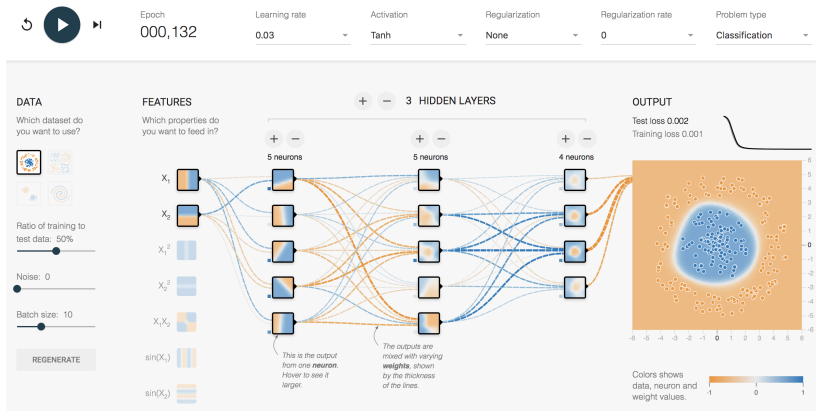 Epoch
000,132
Learning rate
0.03
Activation
Tanh
Regularization
None
Regularization rate
0
Problem type
Classification
DATA
Which dataset do
you want to use?
Ratio of training to
test data: 50%
Noise: 0
Batch size: 10
REGENERATE
FEATURES
Which properties do
you want to feed in?
X₁
X₂
X₁²
X₂²
X₁X₂
sin(X₁)
sin(X₂)
+ − 3 HIDDEN LAYERS
+ −
5 neurons
+ −
5 neurons
+ −
4 neurons
This is the output
from one neuron.
Hover to see it
larger.
The outputs are
mixed with varying
weights, shown
by the thickness
of the lines.
OUTPUT
Test loss 0.002
Training loss 0.001
6
5
4
3
2
1
0
-1
-2
-3
-4
-5
-6
-6 -5 -4 -3 -2 -1 0 1 2 3 4 5 6
Colors shows
data, neuron and
weight values.
-1 0 1